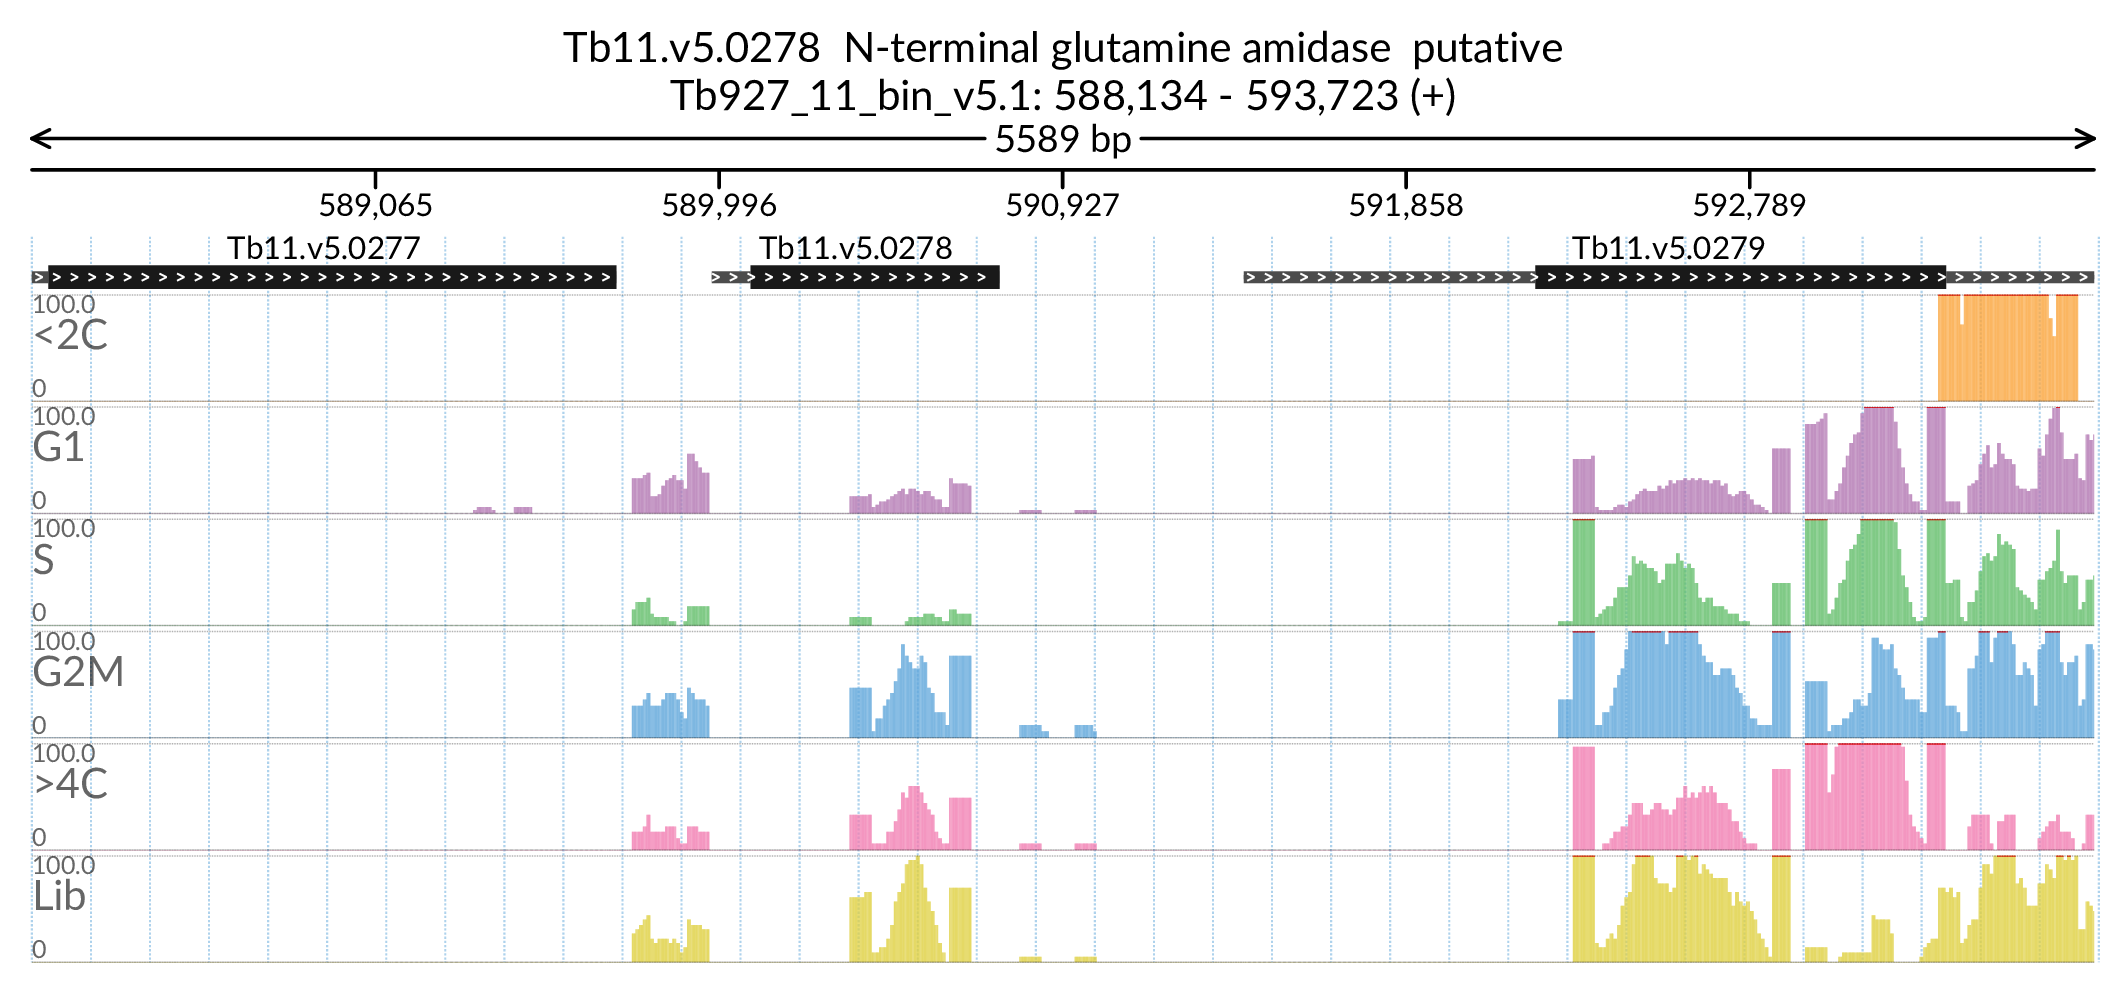 Tb11.v5.0278 N-terminal glutamine amidase putative
Tb927_11_bin_v5.1: 588,134 - 593,723 (+)
5589 bp
589,065 589,996 590,927 591,858 592,789
Tb11.v5.0277 Tb11.v5.0278 Tb11.v5.0279
100.0
<2C
0
100.0
G1
0
100.0
S
0
100.0
G2M
0
100.0
>4C
0
100.0
Lib
0